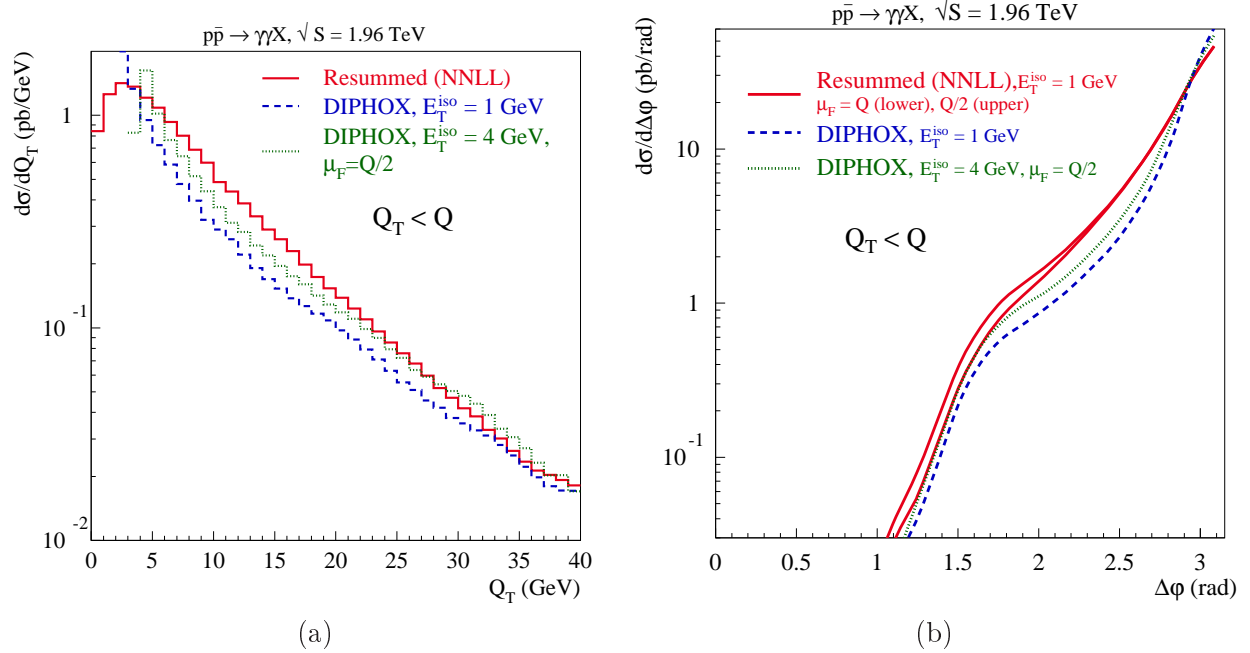 pp̄ → γγX, √S = 1.96 TeV
dσ/dQ_T (pb/GeV)
Resummed (NNLL)
DIPHOX, E_T^iso = 1 GeV
DIPHOX, E_T^iso = 4 GeV,
μ_F=Q/2
Q_T < Q
1
10^-1
10^-2
0 5 10 15 20 25 30 35 40
Q_T (GeV)
(a)
pp̄ → γγX, √S = 1.96 TeV
dσ/dΔφ (pb/rad)
Resummed (NNLL),E_T^iso = 1 GeV
μ_F = Q (lower), Q/2 (upper)
DIPHOX, E_T^iso = 1 GeV
DIPHOX, E_T^iso = 4 GeV, μ_F = Q/2
Q_T < Q
10
1
10^-1
0 0.5 1 1.5 2 2.5 3
Δφ (rad)
(b)